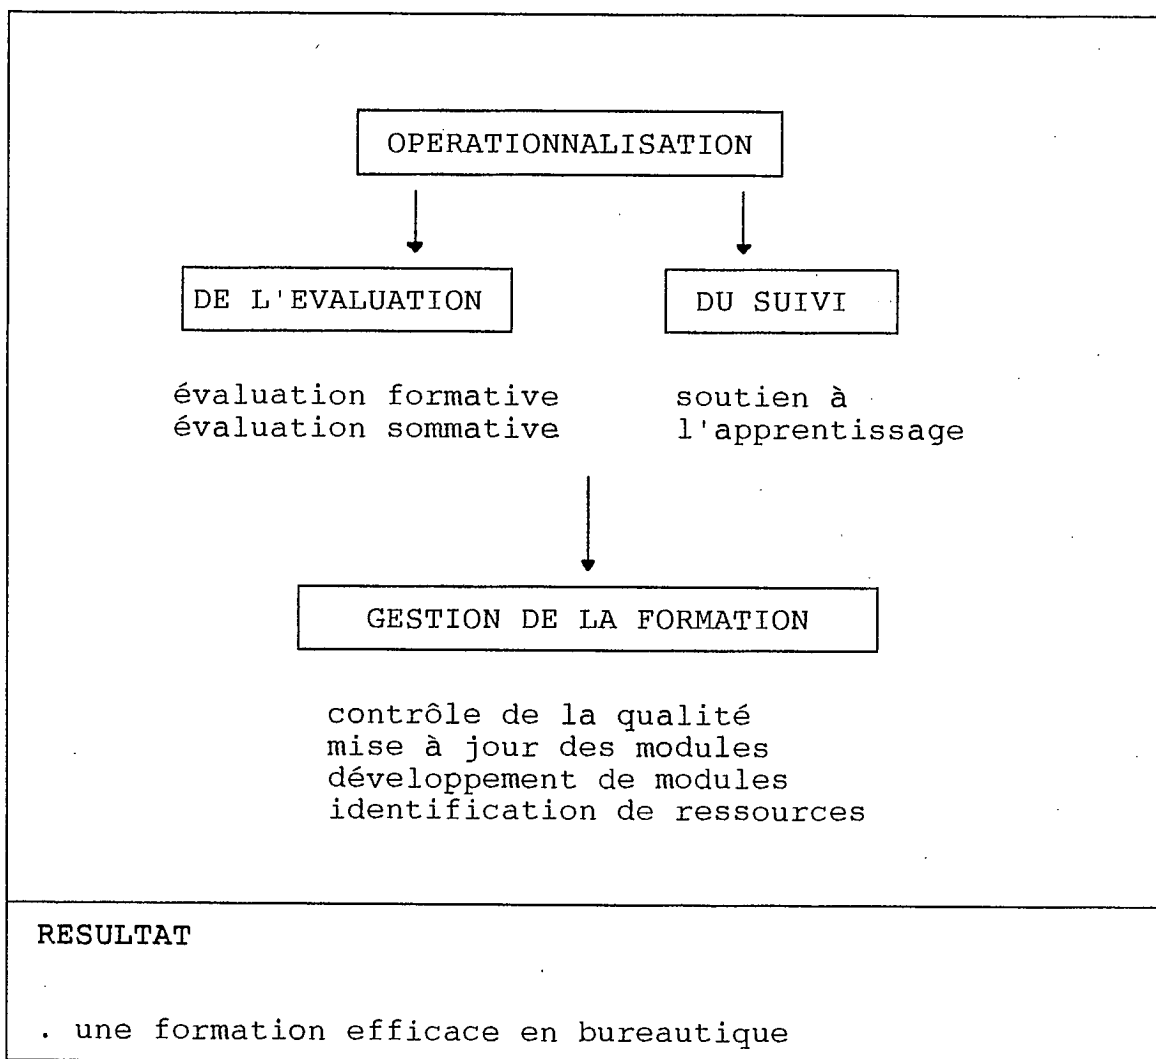 OPERATIONNALISATION
DE L'EVALUATION
DU SUIVI
évaluation formative
évaluation sommative
soutien à
l'apprentissage
GESTION DE LA FORMATION
contrôle de la qualité
mise à jour des modules
développement de modules
identification de ressources
RESULTAT
. une formation efficace en bureautique